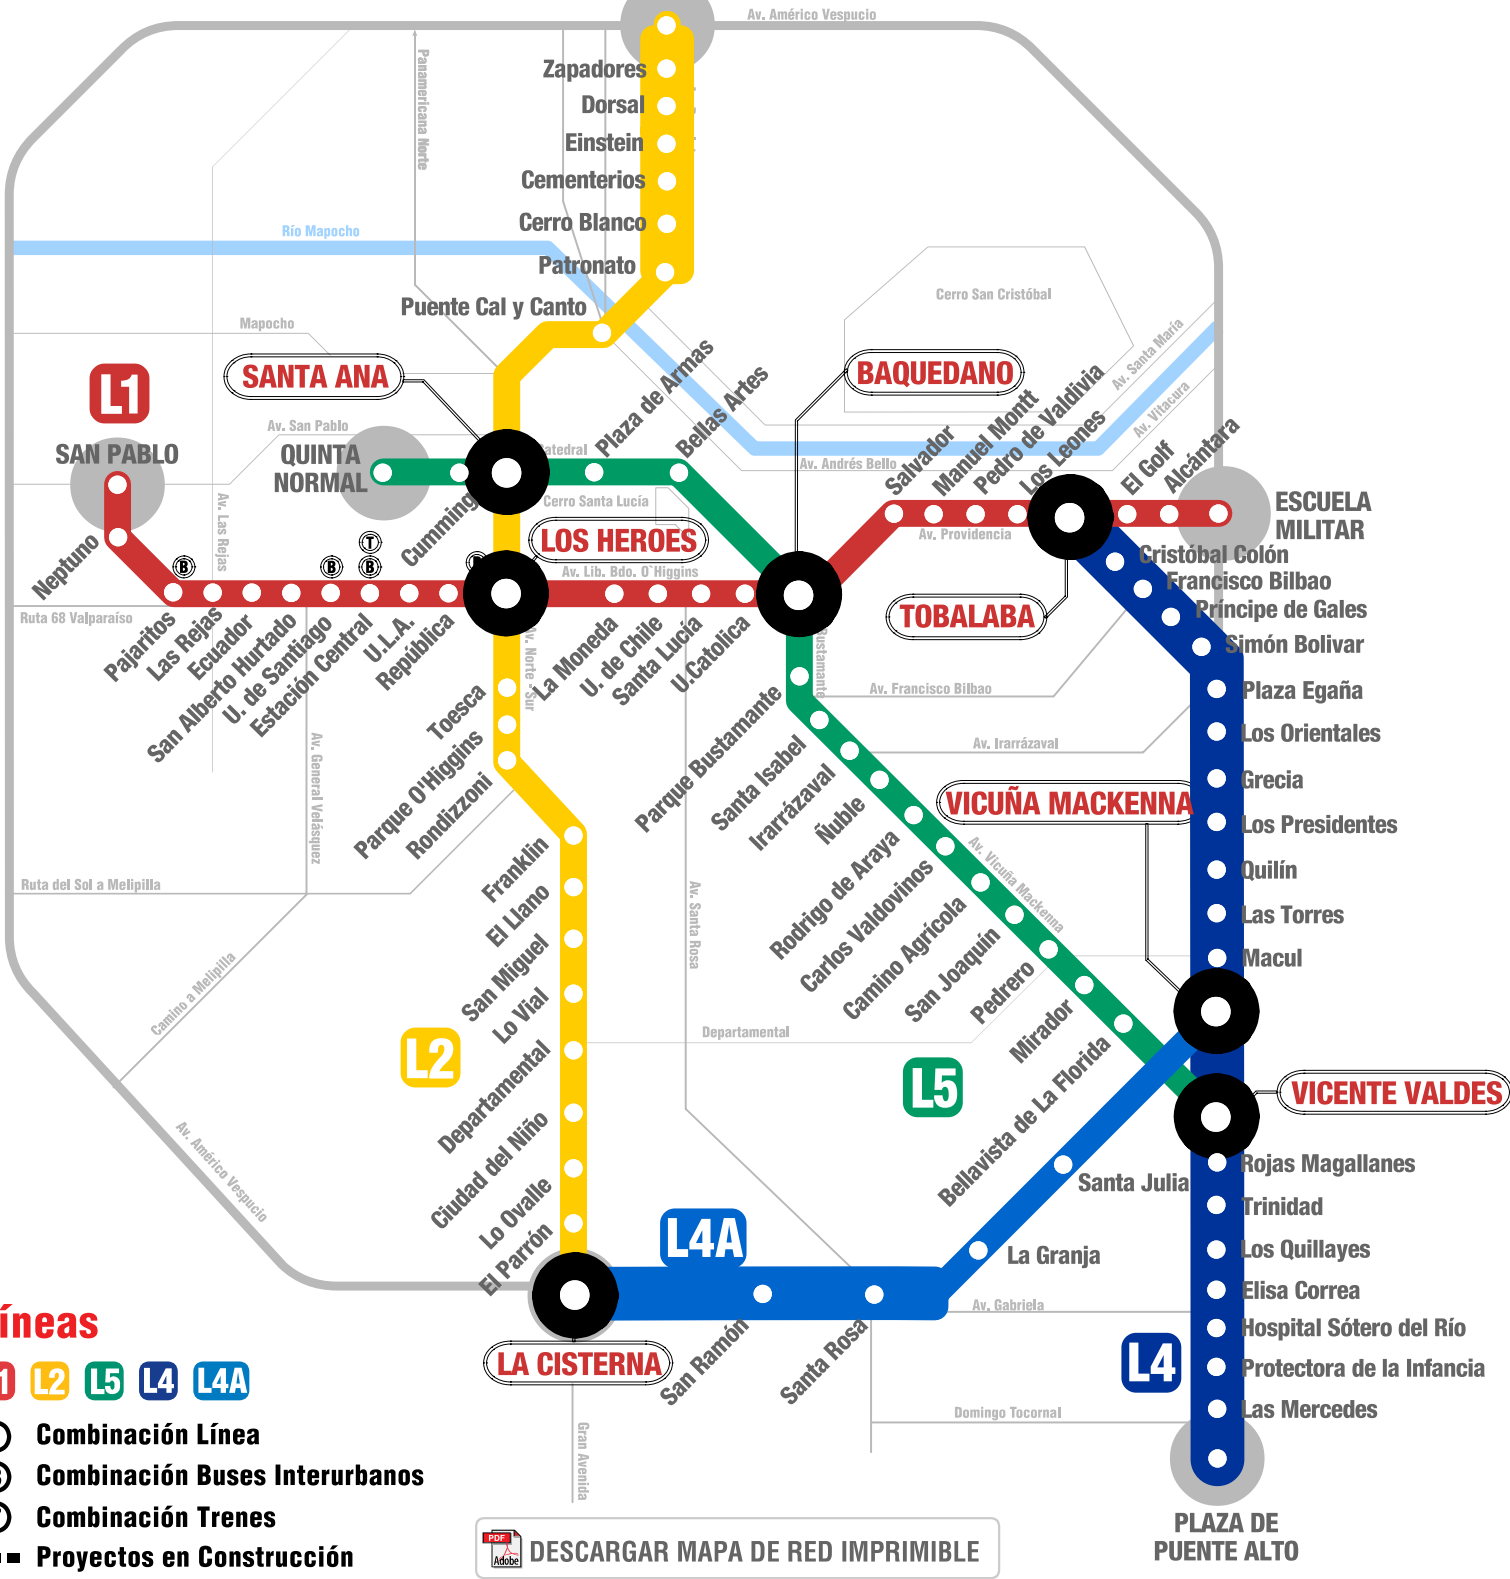 Av. Américo Vespucio
Zapadores
Panamericana Norte
Dorsal
Einstein
Cementerios
Cerro Blanco
Río Mapocho
Patronato
Cerro San Cristóbal
Puente Cal y Canto
Mapocho
SANTA ANA
BAQUEDANO
L1
Av. Santa María
Av. Vitacura
Av. San Pablo
SAN PABLO
QUINTA
NORMAL
Plaza de Armas
Bellas Artes
Av. Andrés Bello
Salvador
Manuel Montt
Pedro de Valdivia
Los Leones
El Golf
Alcántara
ESCUELA
MILITAR
Cumming
Cerro Santa Lucía
Av. Las Rejas
Neptuno
B
T
B
B
LOS HEROES
Av. Lib. Bdo. O`Higgins
Av. Providencia
Cristóbal Colón
Francisco Bilbao
Príncipe de Gales
Simón Bolivar
TOBALABA
Ruta 68 Valparaíso
Pajaritos
Las Rejas
Ecuador
San Alberto Hurtado
U. de Santiago
Estación Central
U.L.A.
República
Av. Norte - Sur
La Moneda
U. de Chile
Santa Lucía
U.Catolica
Bustamante
Av. Francisco Bilbao
Plaza Egaña
Los Orientales
Av. Irarrázaval
Grecia
Toesca
Parque O'Higgins
Rondizzoni
Av. General Velásquez
Parque Bustamante
Santa Isabel
Irarrázaval
Ñuble
VICUÑA MACKENNA
Los Presidentes
Quilín
Las Torres
Macul
Rodrigo de Araya
Carlos Valdovinos
Av. Vicuña Mackenna
Camino Agrícola
San Joaquín
Pedrero
Mirador
Bellavista de La Florida
Ruta del Sol a Melipilla
Franklin
El Llano
San Miguel
Lo Vial
Av. Santa Rosa
Camino a Melipilla
Departamental
L2
L5
Departamental
Ciudad del Niño
Lo Ovalle
El Parrón
Av. Américo Vespucio
VICENTE VALDES
Rojas Magallanes
Santa Julia
Trinidad
L4A
La Granja
Los Quillayes
Elisa Correa
Av. Gabriela
Hospital Sótero del Río
L4
Protectora de la Infancia
Las Mercedes
LA CISTERNA
San Ramón
Santa Rosa
Domingo Tocornal
Gran Avenida
íneas
1 L2 L5 L4 L4A
Combinación Línea
Combinación Buses Interurbanos
Combinación Trenes
Proyectos en Construcción
PLAZA DE
PUENTE ALTO
PDF
Adobe
DESCARGAR MAPA DE RED IMPRIMIBLE